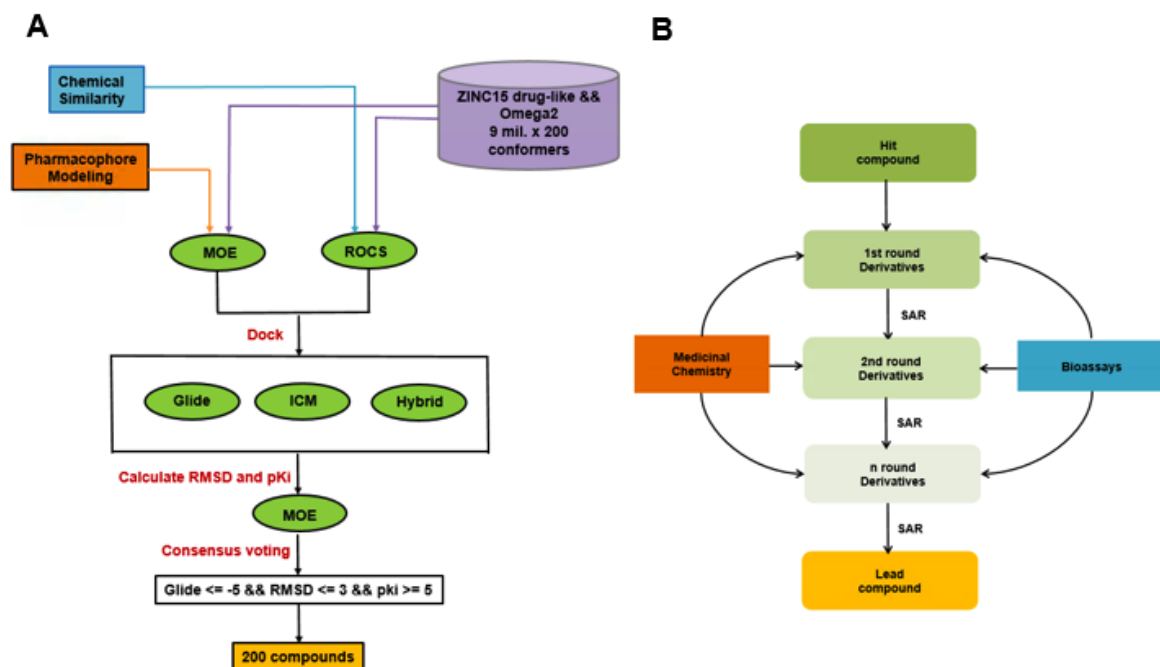 A
Chemical
Similarity
ZINC15 drug-like &&
Omega2
9 mil. x 200
conformers
Pharmacophore
Modeling
MOE
ROCS
Dock
Glide
ICM
Hybrid
Calculate RMSD and pKi
MOE
Consensus voting
Glide <= -5 && RMSD <= 3 && pki >= 5
200 compounds
B
Hit
compound
1st round
Derivatives
SAR
Medicinal
Chemistry
2nd round
Derivatives
Bioassays
SAR
n round
Derivatives
SAR
Lead
compound